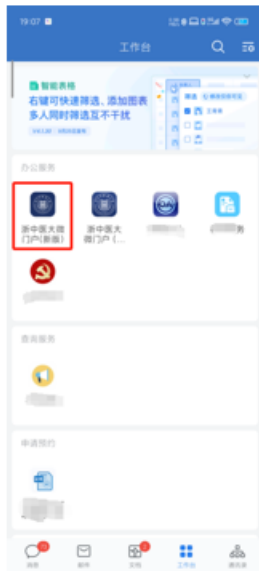 19:07
工作台
智能表格
右键可快速筛选、添加图表
多人同时筛选互不干扰
办公服务
浙中医大微
门户(新版)
浙中医大
微门户（...
务
查询服务
申请预约
消息
邮件
文档
工作台
通讯录